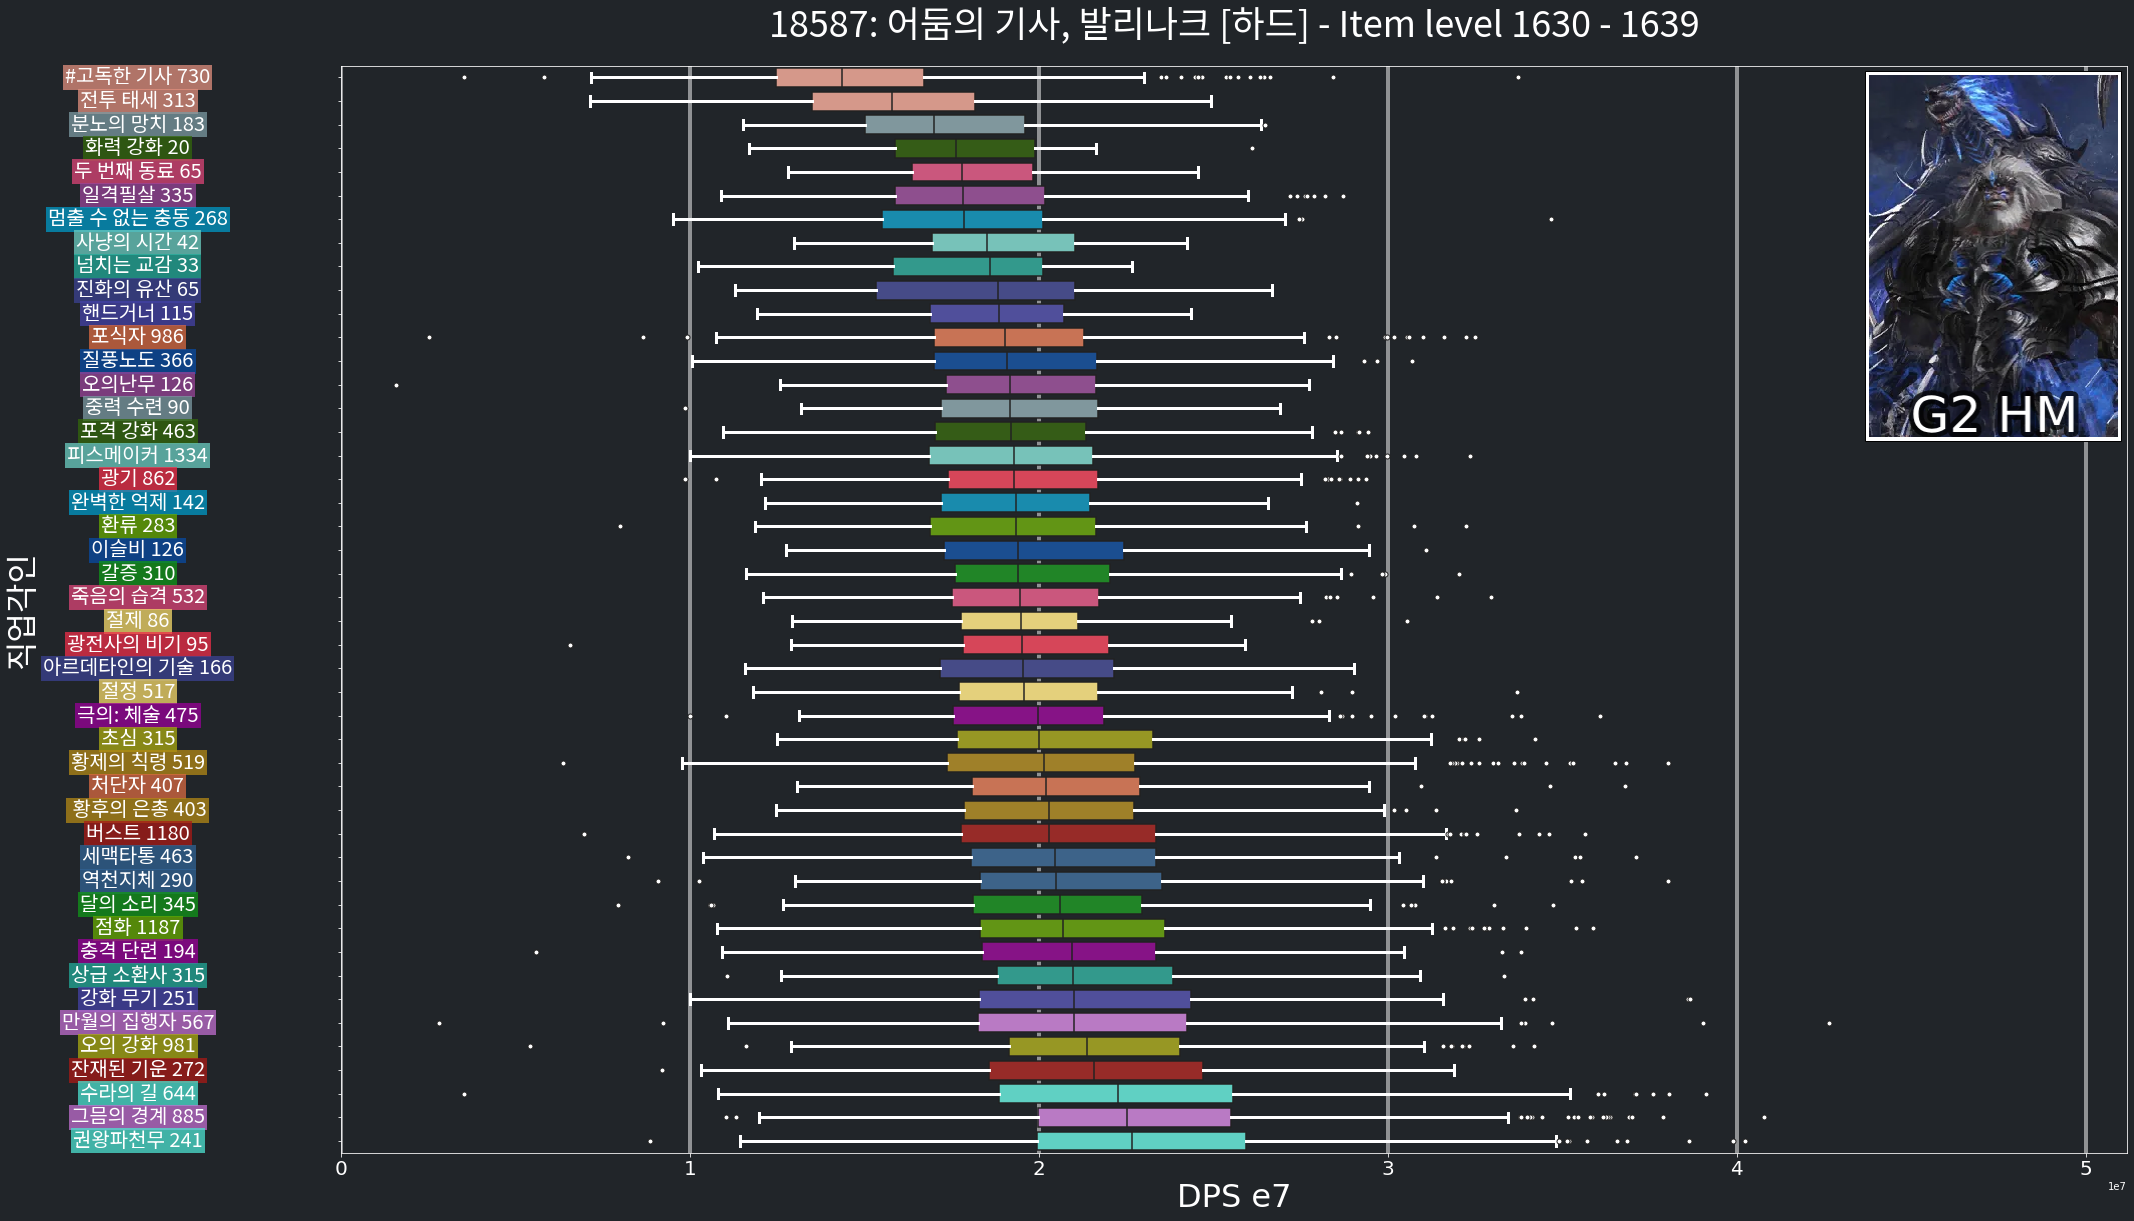 18587: 어둠의 기사, 발리나크 [하드] - Item level 1630 - 1639
#고독한 기사 730
전투 태세 313
분노의 망치 183
화력 강화 20
두 번째 동료 65
일격필살 335
멈출 수 없는 충동 268
사냥의 시간 42
넘치는 교감 33
진화의 유산 65
핸드거너 115
포식자 986
질풍노도 366
오의난무 126
중력 수련 90
포격 강화 463
피스메이커 1334
광기 862
완벽한 억제 142
환류 283
이슬비 126
갈증 310
죽음의 습격 532
절제 86
광전사의 비기 95
아르데타인의 기술 166
절정 517
극의: 체술 475
초심 315
황제의 칙령 519
처단자 407
황후의 은총 403
버스트 1180
세맥타통 463
역천지체 290
달의 소리 345
점화 1187
충격 단련 194
상급 소환사 315
강화 무기 251
만월의 집행자 567
오의 강화 981
잔재된 기운 272
수라의 길 644
그믐의 경계 885
권왕파천무 241
직업각인
G2 HM
0 1 2 3 4 5
DPS e7
1e7